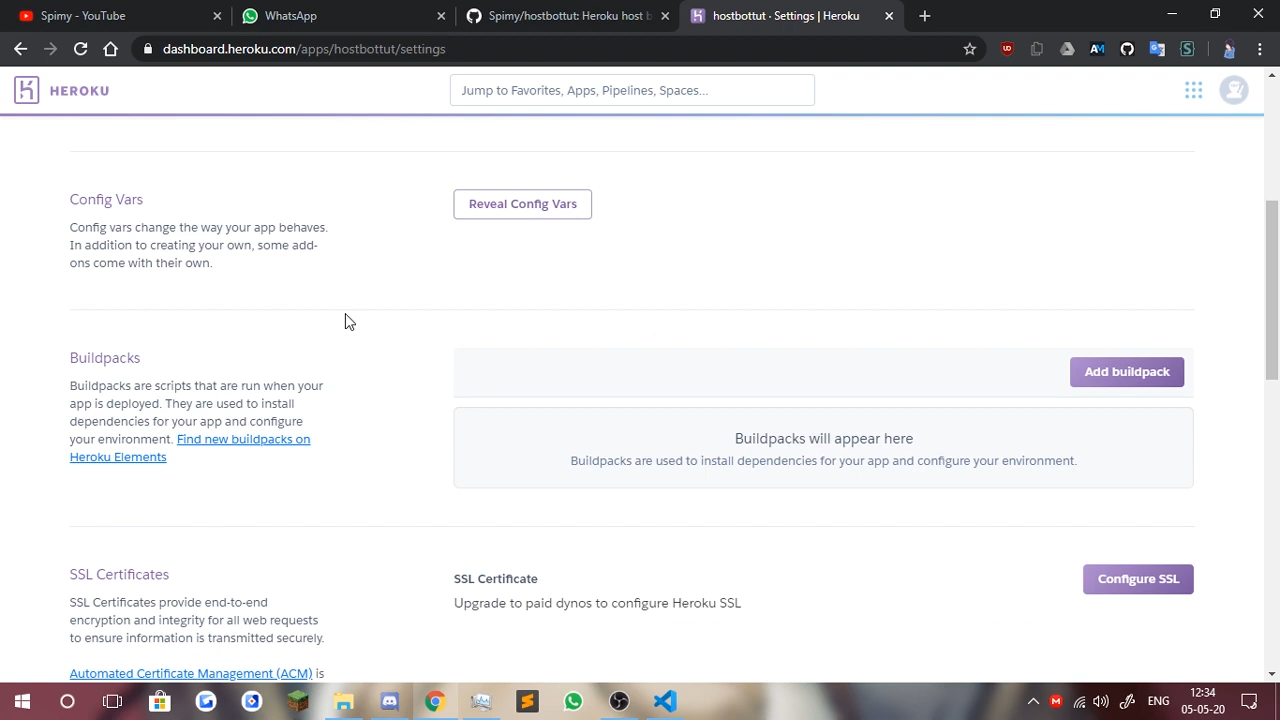 Spimy - YouTube
WhatsApp
Spimy/hostbottut: Heroku host b
hostbottut · Settings | Heroku
dashboard.heroku.com/apps/hostbottut/settings
HEROKU
Jump to Favorites, Apps, Pipelines, Spaces...
Config Vars
Reveal Config Vars
Config vars change the way your app behaves.
In addition to creating your own, some add-
ons come with their own.
Buildpacks
Add buildpack
Buildpacks are scripts that are run when your
app is deployed. They are used to install
dependencies for your app and configure
your environment. Find new buildpacks on
Heroku Elements
Buildpacks will appear here
Buildpacks are used to install dependencies for your app and configure your environment.
SSL Certificates
SSL Certificate
Configure SSL
Upgrade to paid dynos to configure Heroku SSL
SSL Certificates provide end-to-end
encryption and integrity for all web requests
to ensure information is transmitted securely.
Automated Certificate Management (ACM) is
ENG
12:34
05-05-20